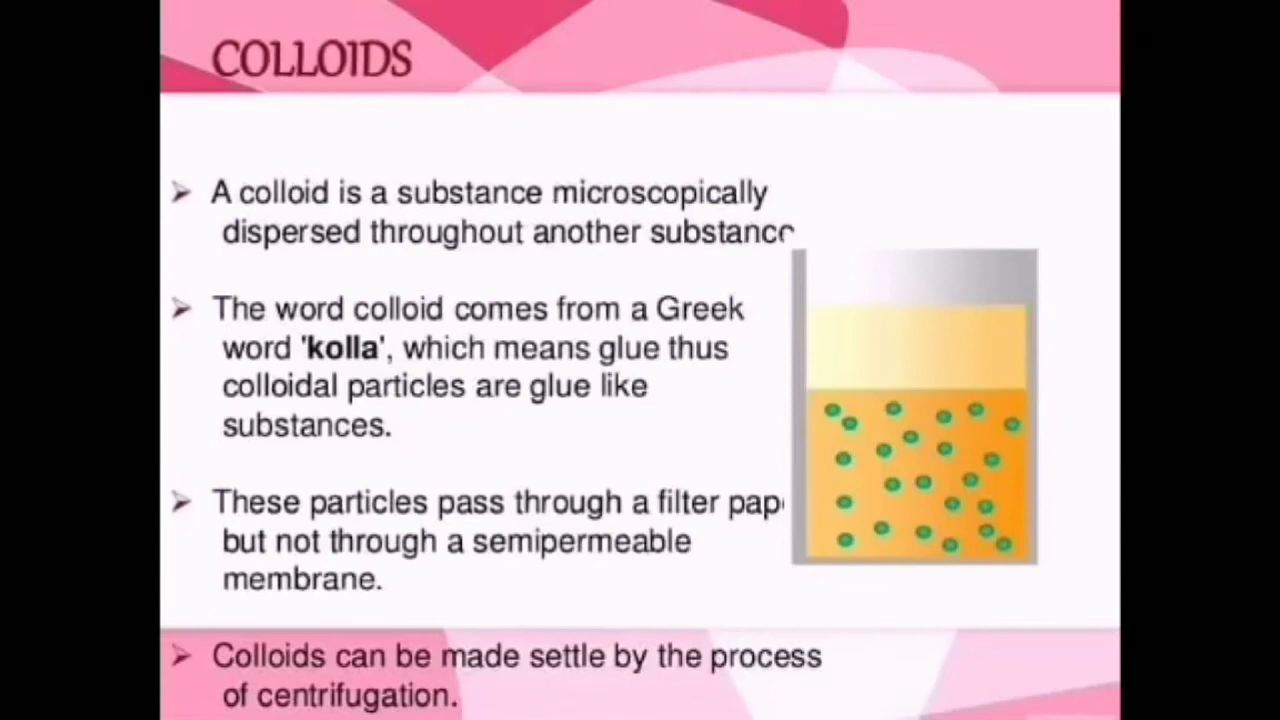 COLLOIDS
➤ A colloid is a substance microscopically
dispersed throughout another substance
➤ The word colloid comes from a Greek
word 'kolla', which means glue thus
colloidal particles are glue like
substances.
➤ These particles pass through a filter pap
but not through a semipermeable
membrane.
➤ Colloids can be made settle by the process
of centrifugation.